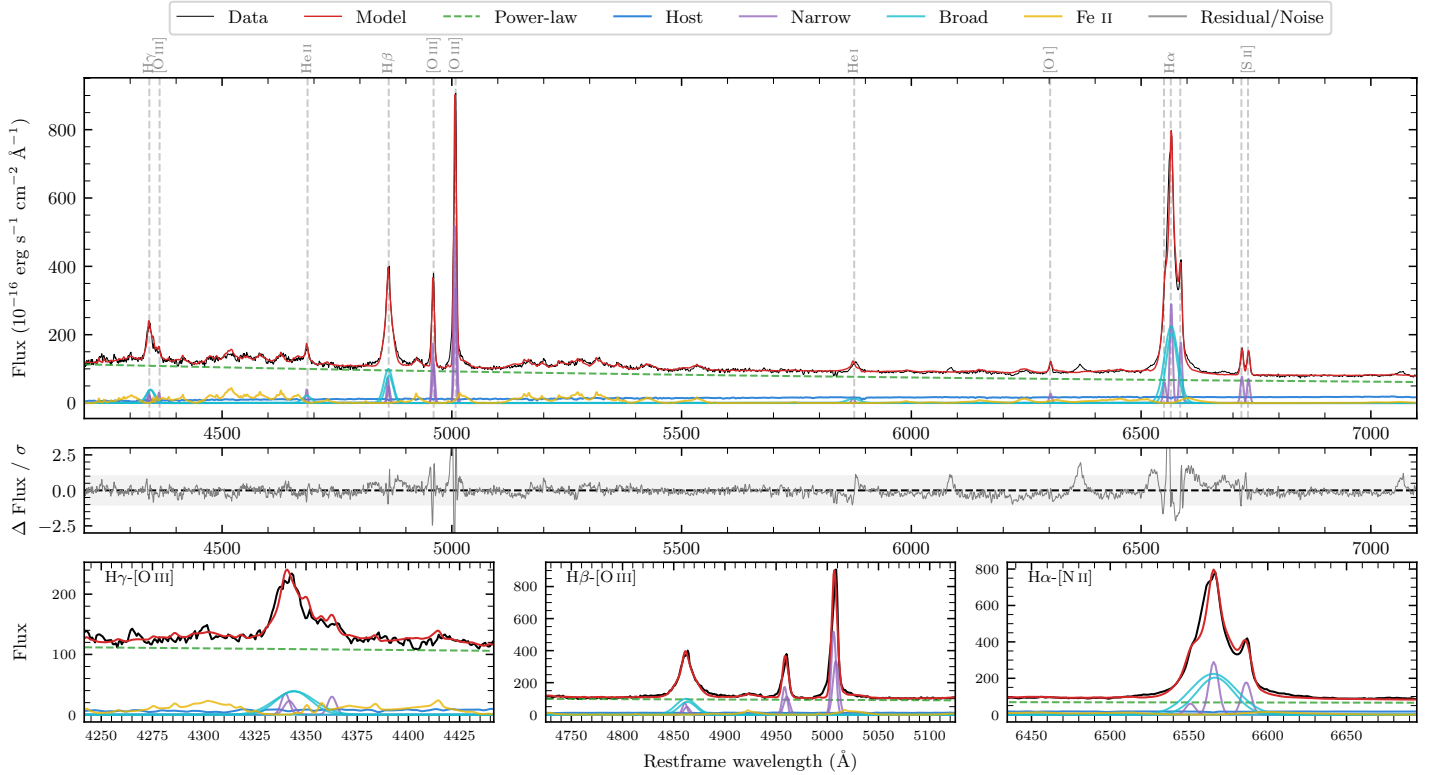 Data Model Power-law Host Narrow Broad Fe II Residual/Noise
Hγ [O III] He II Hβ [O III] [O III] He I [O I] Hα [S II]
Flux (10⁻¹⁶ erg s⁻¹ cm⁻² Å⁻¹)
800
600
400
200
0
4500 5000 5500 6000 6500 7000
Δ Flux / σ
2.5
0.0
−2.5
4500 5000 5500 6000 6500 7000
Hγ-[O III] Hβ-[O III] Hα-[N II]
Flux
200
100
0
4250 4275 4300 4325 4350 4375 4400 4425
800
600
400
200
0
4750 4800 4850 4900 4950 5000 5050 5100
800
600
400
200
0
6450 6500 6550 6600 6650
Restframe wavelength (Å)